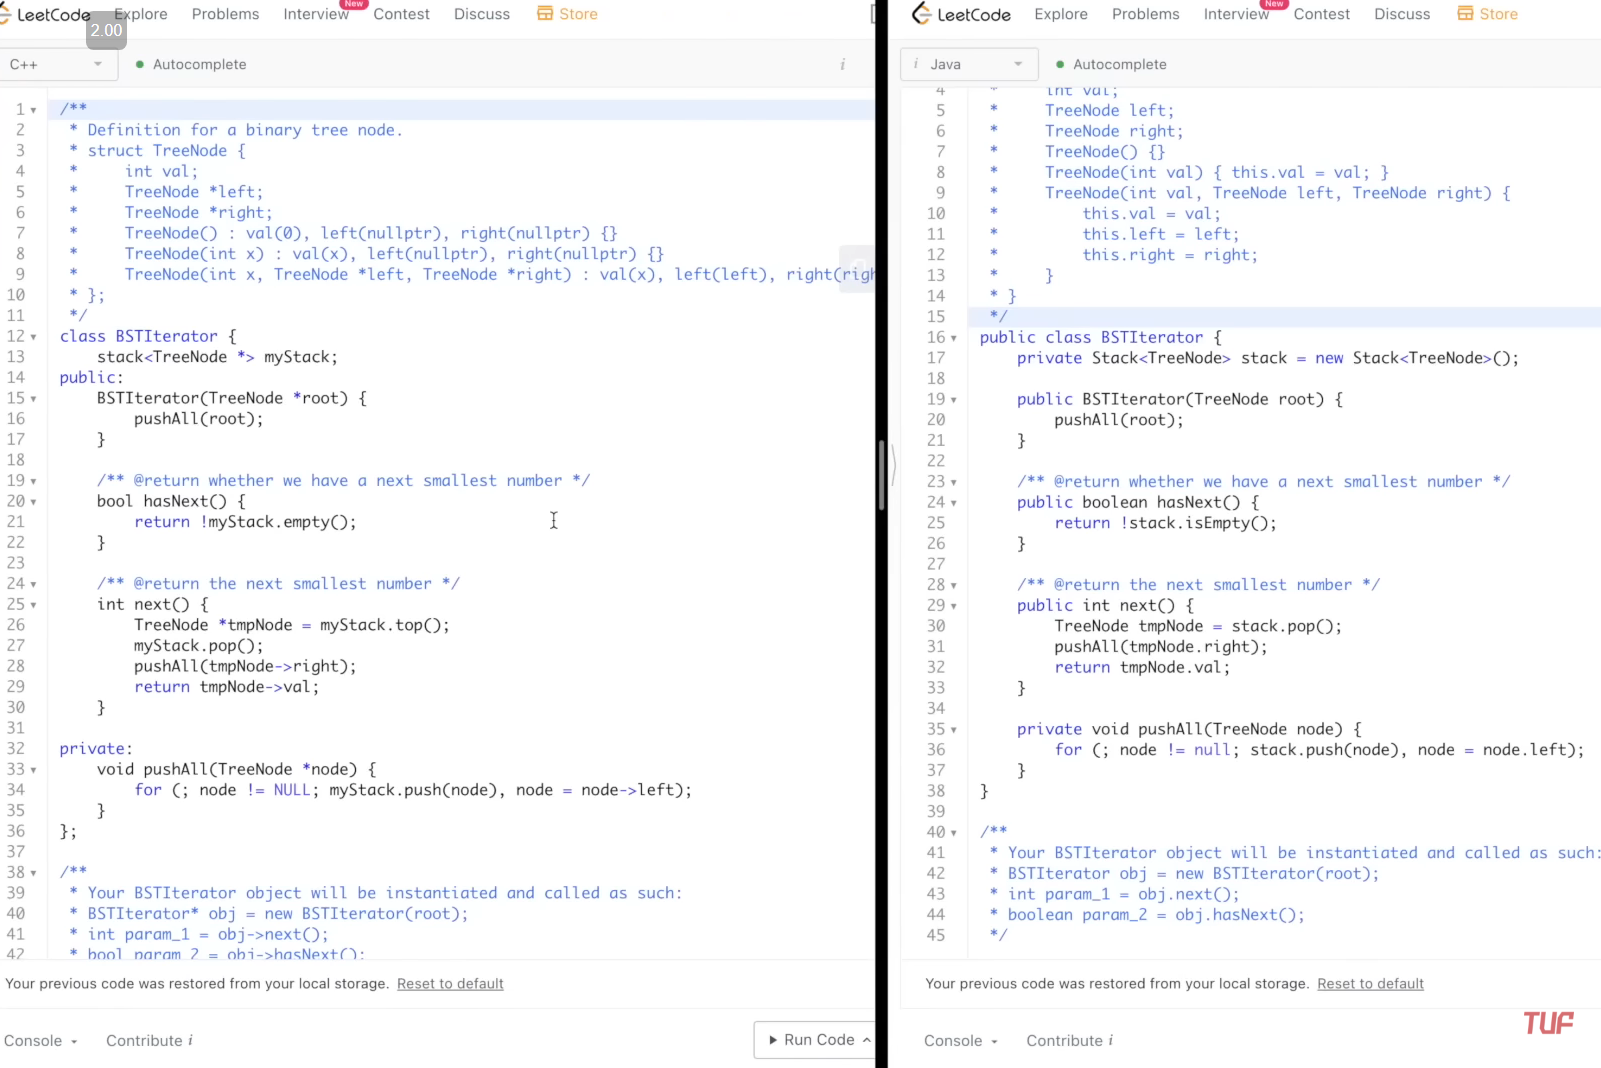 LeetCode Explore Problems Interview New Contest Discuss Store
2.00
C++ Autocomplete i
1 /**
2 * Definition for a binary tree node.
3 * struct TreeNode {
4 * int val;
5 * TreeNode *left;
6 * TreeNode *right;
7 * TreeNode() : val(0), left(nullptr), right(nullptr) {}
8 * TreeNode(int x) : val(x), left(nullptr), right(nullptr) {}
9 * TreeNode(int x, TreeNode *left, TreeNode *right) : val(x), left(left), right(righ
10 * };
11 */
12 class BSTIterator {
13 stack<TreeNode *> myStack;
14 public:
15 BSTIterator(TreeNode *root) {
16 pushAll(root);
17 }
18
19 /** @return whether we have a next smallest number */
20 bool hasNext() {
21 return !myStack.empty();
22 }
23
24 /** @return the next smallest number */
25 int next() {
26 TreeNode *tmpNode = myStack.top();
27 myStack.pop();
28 pushAll(tmpNode->right);
29 return tmpNode->val;
30 }
31
32 private:
33 void pushAll(TreeNode *node) {
34 for (; node != NULL; myStack.push(node), node = node->left);
35 }
36 };
37
38 /**
39 * Your BSTIterator object will be instantiated and called as such:
40 * BSTIterator* obj = new BSTIterator(root);
41 * int param_1 = obj->next();
42 * bool param_2 = obj->hasNext();
Your previous code was restored from your local storage. Reset to default
Console Contribute i Run Code
LeetCode Explore Problems Interview New Contest Discuss Store
i Java Autocomplete
4 * int val;
5 * TreeNode left;
6 * TreeNode right;
7 * TreeNode() {}
8 * TreeNode(int val) { this.val = val; }
9 * TreeNode(int val, TreeNode left, TreeNode right) {
10 * this.val = val;
11 * this.left = left;
12 * this.right = right;
13 * }
14 * }
15 */
16 public class BSTIterator {
17 private Stack<TreeNode> stack = new Stack<TreeNode>();
18
19 public BSTIterator(TreeNode root) {
20 pushAll(root);
21 }
22
23 /** @return whether we have a next smallest number */
24 public boolean hasNext() {
25 return !stack.isEmpty();
26 }
27
28 /** @return the next smallest number */
29 public int next() {
30 TreeNode tmpNode = stack.pop();
31 pushAll(tmpNode.right);
32 return tmpNode.val;
33 }
34
35 private void pushAll(TreeNode node) {
36 for (; node != null; stack.push(node), node = node.left);
37 }
38 }
39
40 /**
41 * Your BSTIterator object will be instantiated and called as such:
42 * BSTIterator obj = new BSTIterator(root);
43 * int param_1 = obj.next();
44 * boolean param_2 = obj.hasNext();
45 */
Your previous code was restored from your local storage. Reset to default
TUF
Console Contribute i